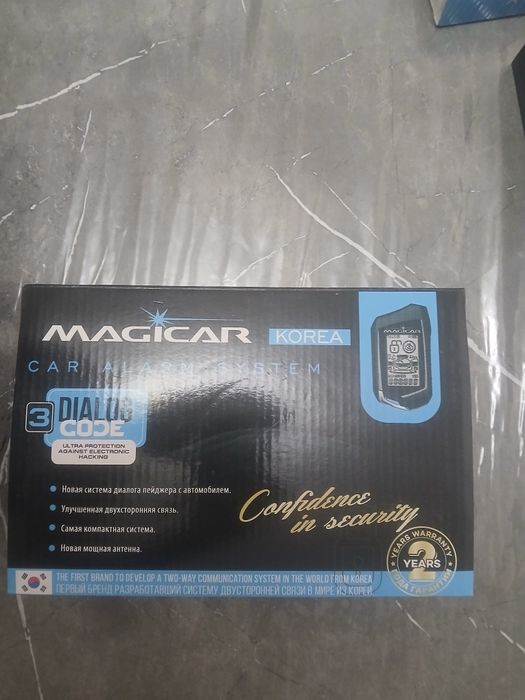 MAGICAR
KOREA
CAR ALARM SYSTEM
MAGICAR
3
DIALOG
CODE
ULTRA PROTECTION
AGAINST ELECTRONIC
HACKING
Новая система диалога пейджера с автомобилем.
Улучшенная двухсторонняя связь.
Самая компактная система.
Новая мощная антенна.
Confidence
in security
YEARS WARRANTY
2
YEARS
ГОДА ГАРАНТИИ
THE FIRST BRAND TO DEVELOP A TWO-WAY COMMUNICATION SYSTEM IN THE WORLD FROM KOREA
ПЕРВЫЙ БРЕНД РАЗРАБОТАВШИЙ СИСТЕМУ ДВУСТОРОННЕЙ СВЯЗИ В МИРЕ ИЗ КОРЕИ